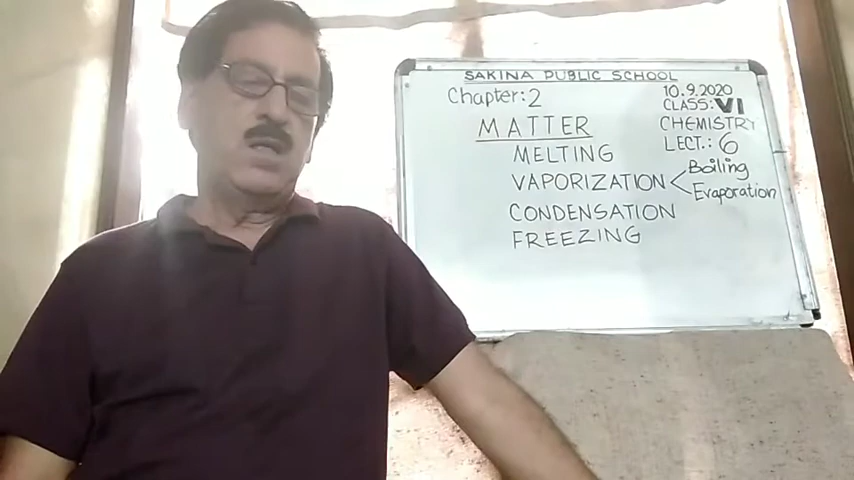 SAKINA PUBLIC SCHOOL
Chapter:2
10.9.2020
CLASS:VI
MATTER
CHEMISTRY
LECT.: 6
MELTING
VAPORIZATION < Boiling
Evaporation
CONDENSATION
FREEZING